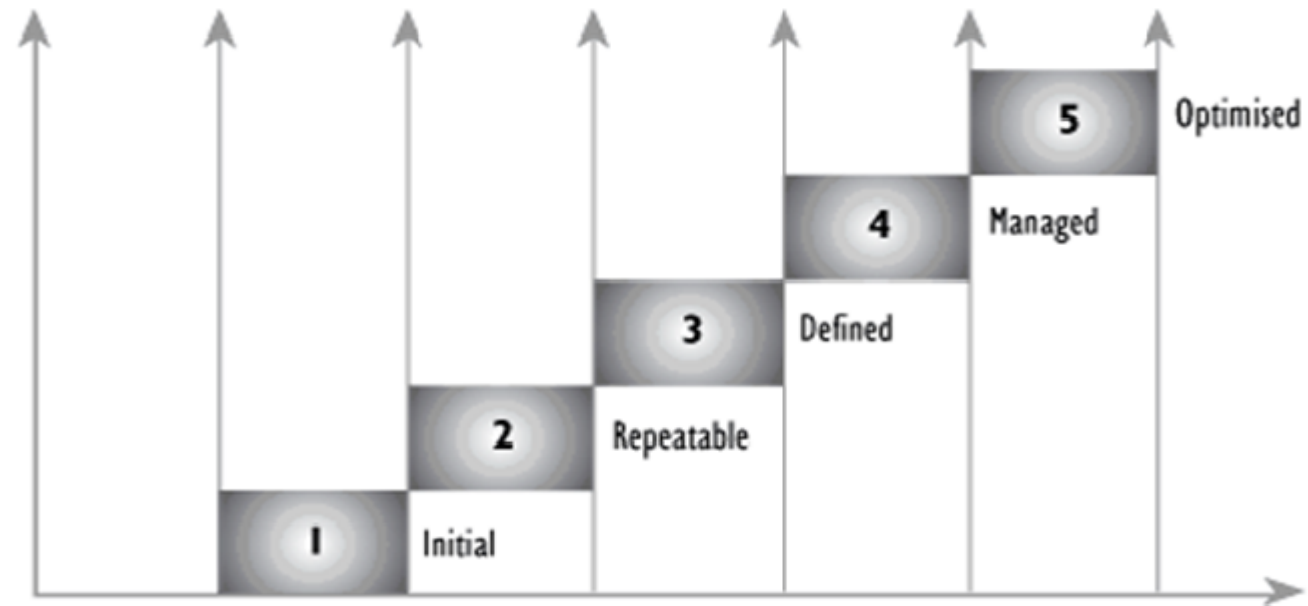 5 Optimised
4 Managed
3 Defined
2 Repeatable
1 Initial